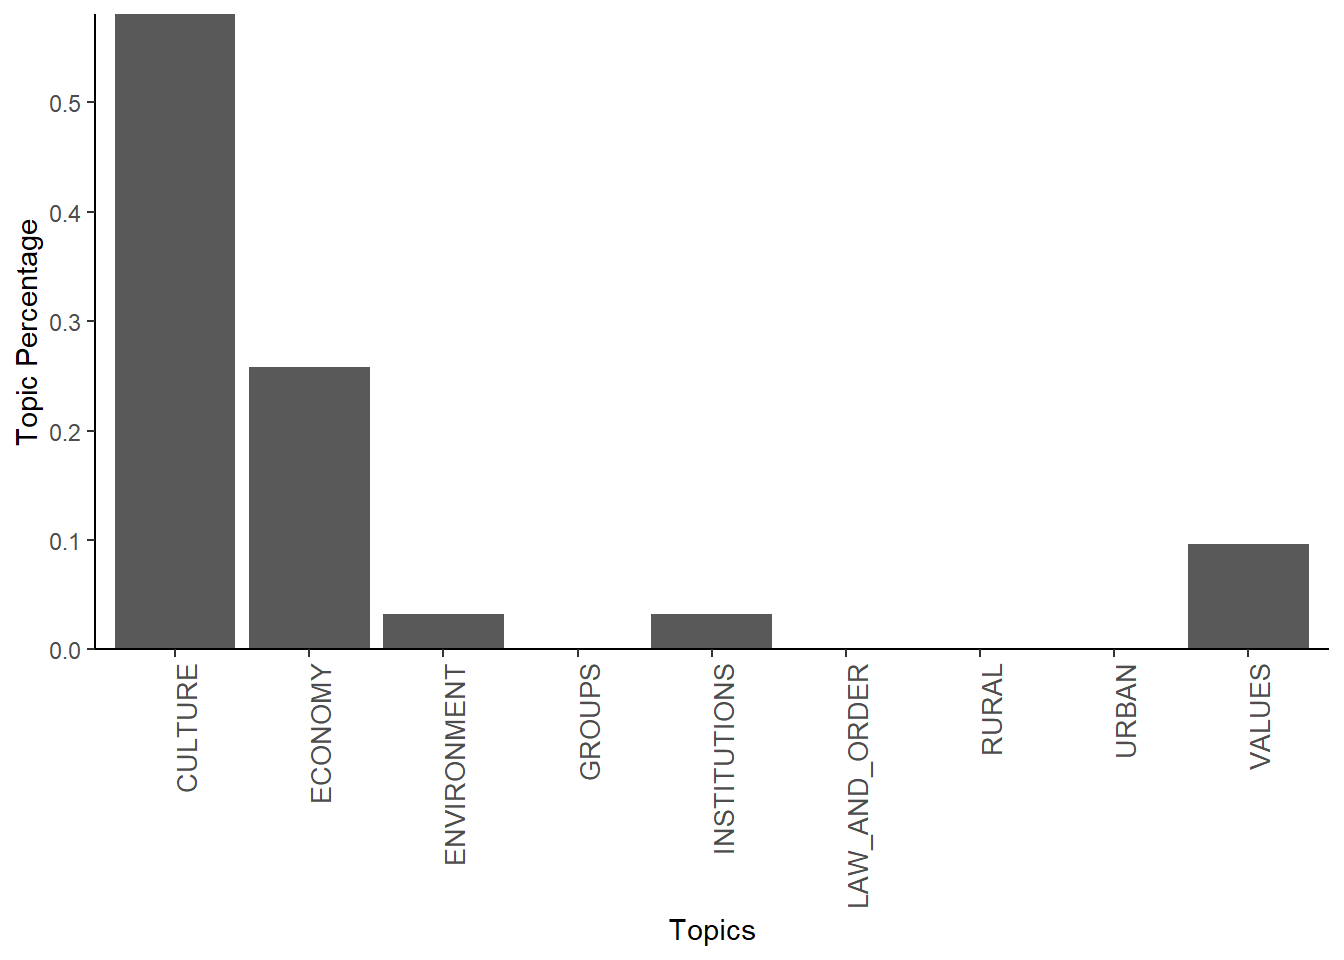 Topic Percentage
0.5
0.4
0.3
0.2
0.1
0.0
CULTURE
ECONOMY
ENVIRONMENT
GROUPS
INSTITUTIONS
LAW_AND_ORDER
RURAL
URBAN
VALUES
Topics